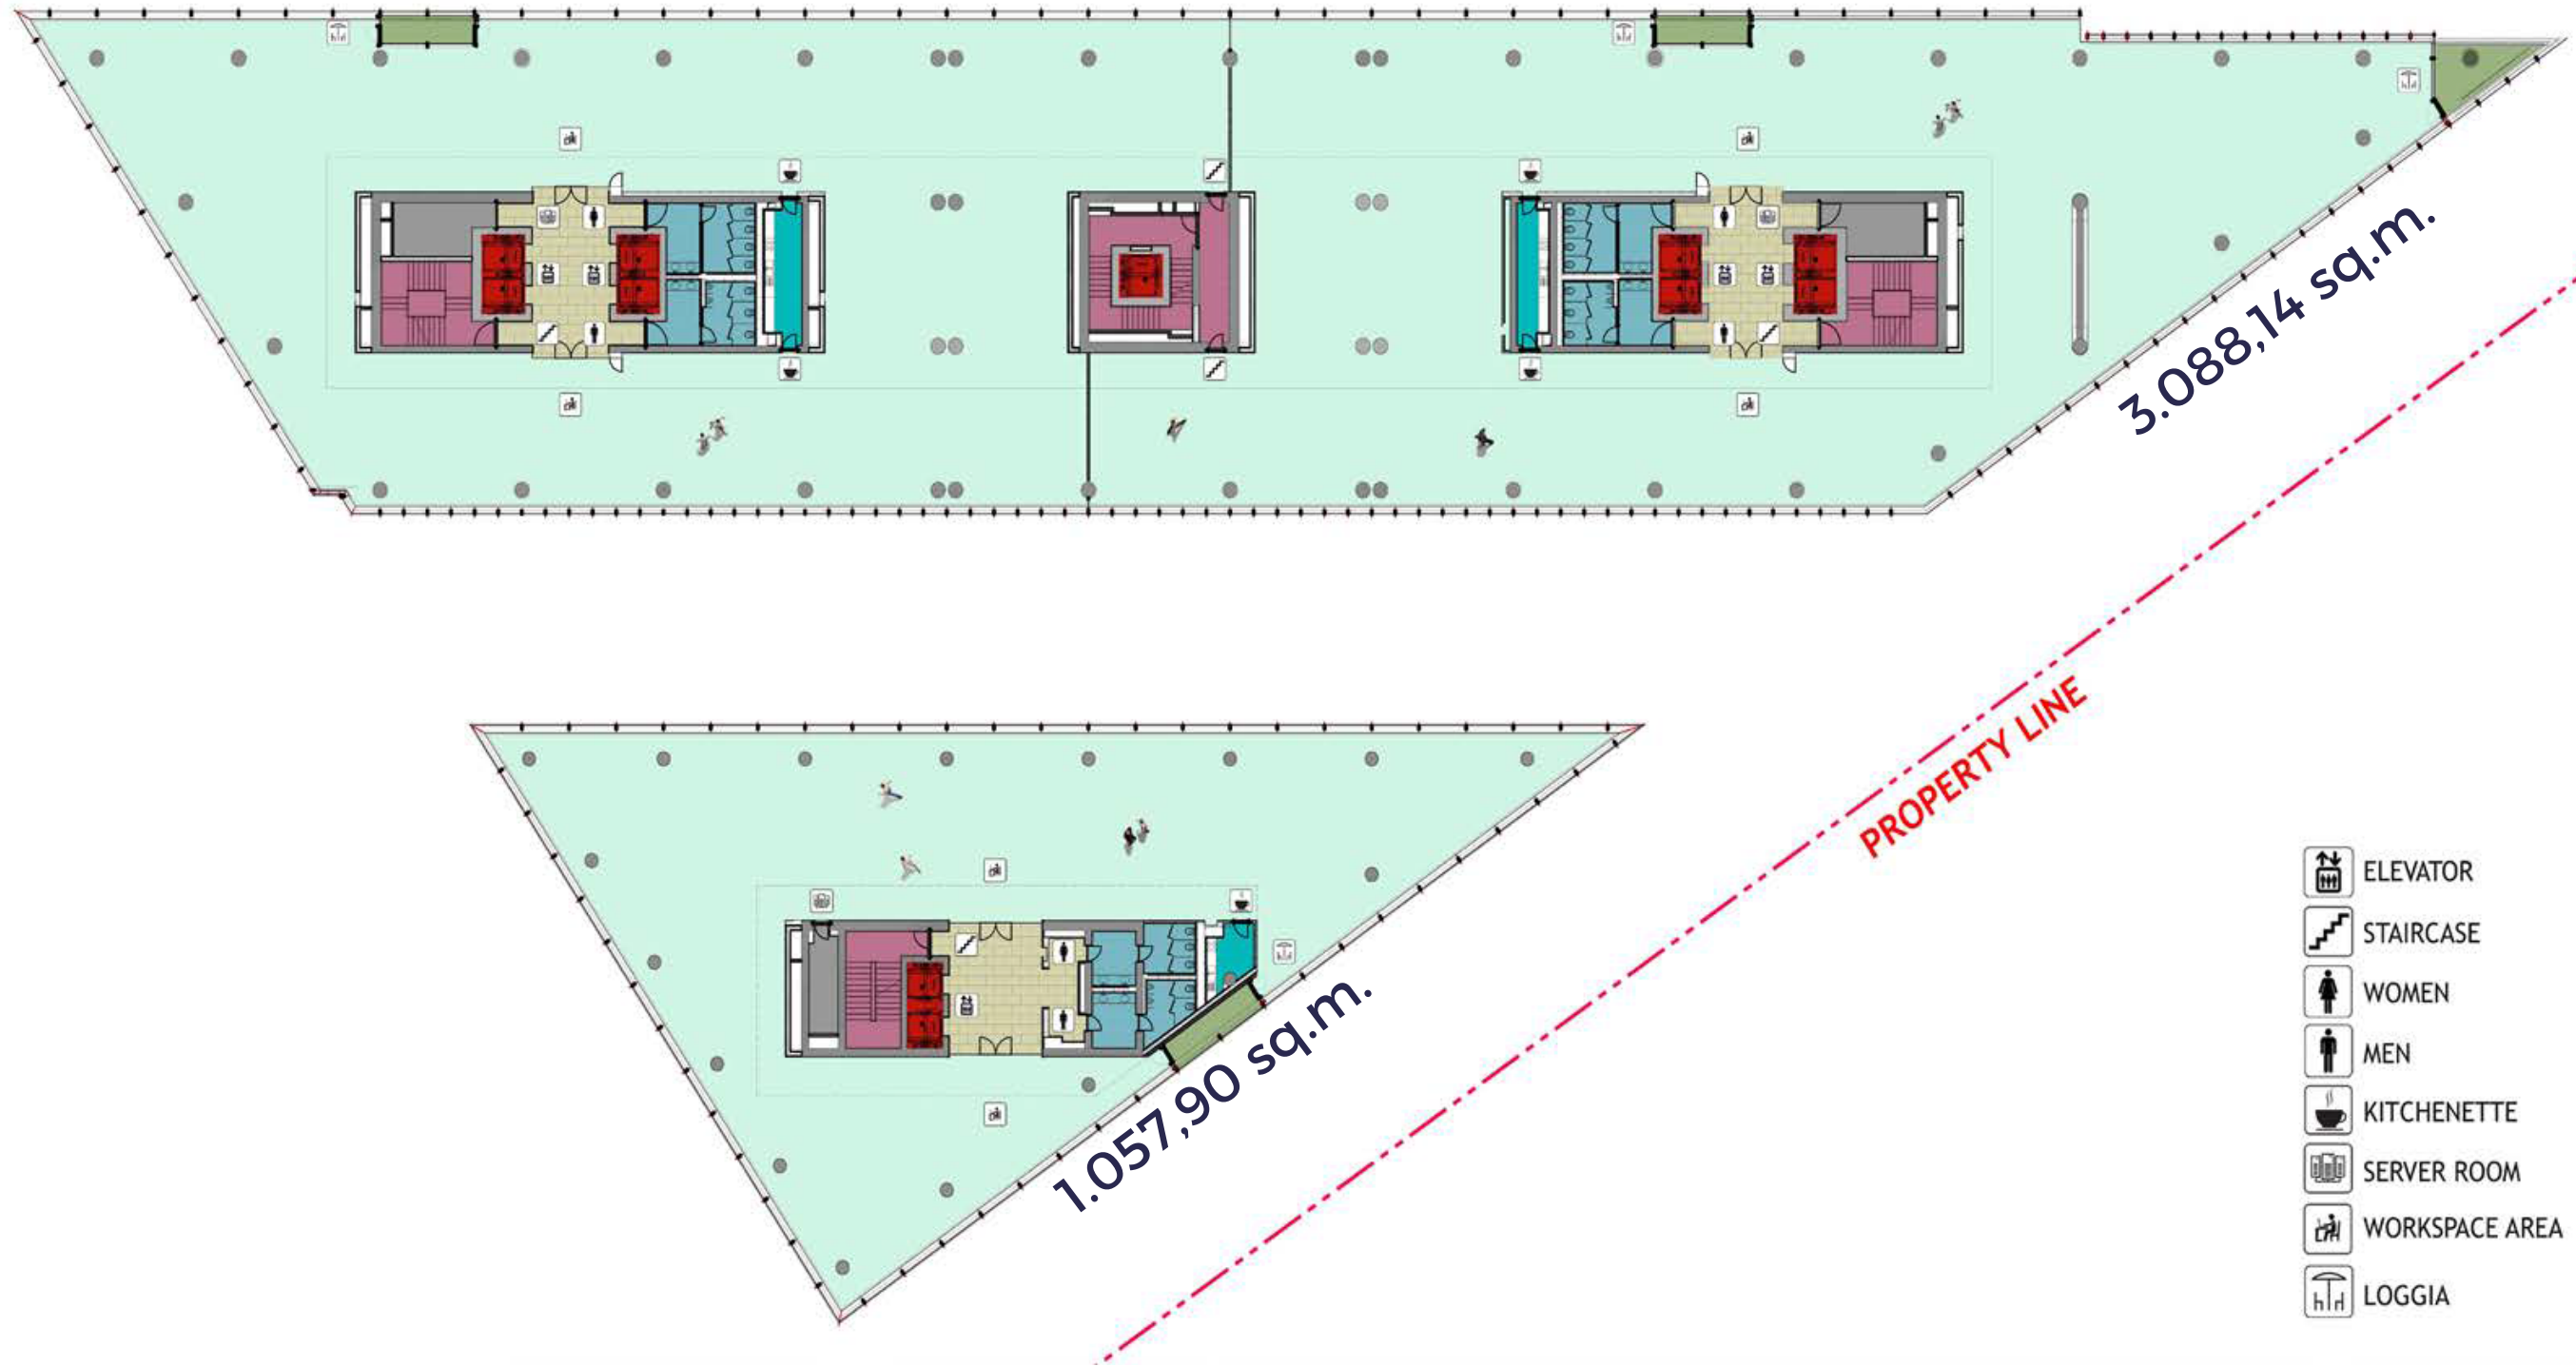 3.088,14 sq.m.
PROPERTY LINE
1.057,90 sq.m.
ELEVATOR
STAIRCASE
WOMEN
MEN
KITCHENETTE
SERVER ROOM
WORKSPACE AREA
LOGGIA